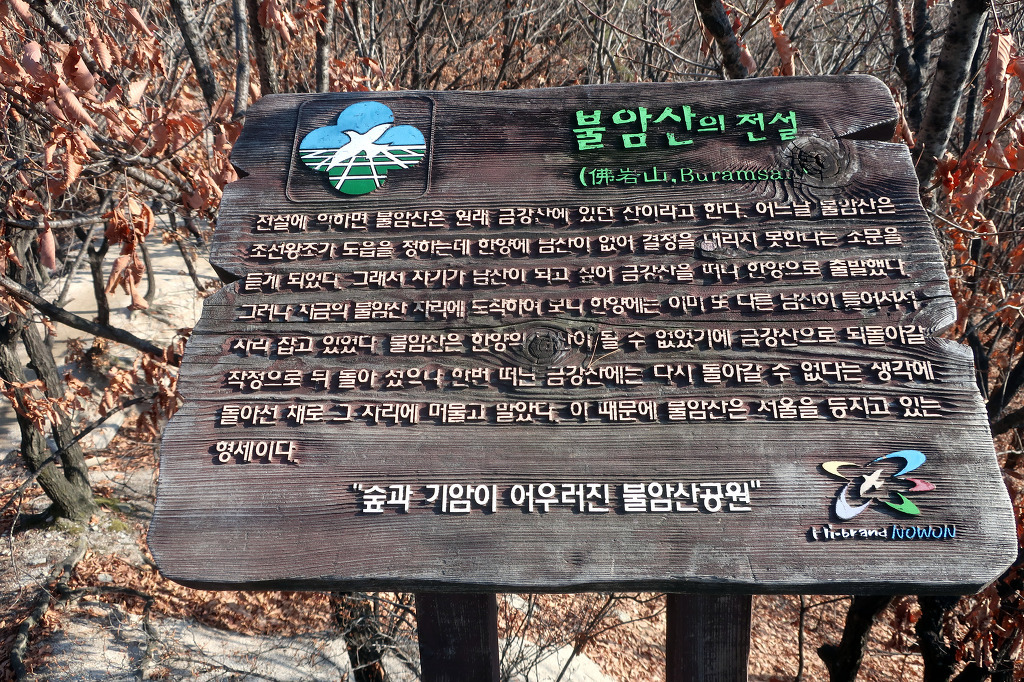 불암산의 전설
(佛岩山, Buramsan)
전설에 의하면 불암산은 원래 금강산에 있던 산이라고 한다. 어느날 불암산은
조선왕조가 도읍을 정하는데 한양에 남산이 없어 결정을 내리지 못한다는 소문을
듣게 되었다. 그래서 자기가 남산이 되고 싶어 금강산을 떠나 한양으로 출발했다.
그러나 지금의 불암산 자리에 도착하여 보니 한양에는 이미 또 다른 남산이 들어서서
자리 잡고 있었다. 불암산은 한양의 남산이 될 수 없었기에 금강산으로 되돌아갈
작정으로 뒤 돌아 섰으나 한번 떠난 금강산에는 다시 돌아갈 수 없다는 생각에
돌아선 채로 그 자리에 머물고 말았다. 이 때문에 불암산은 서울을 등지고 있는
형세이다.
"숲과 기암이 어우러진 불암산공원"
Hi-brand NOWON